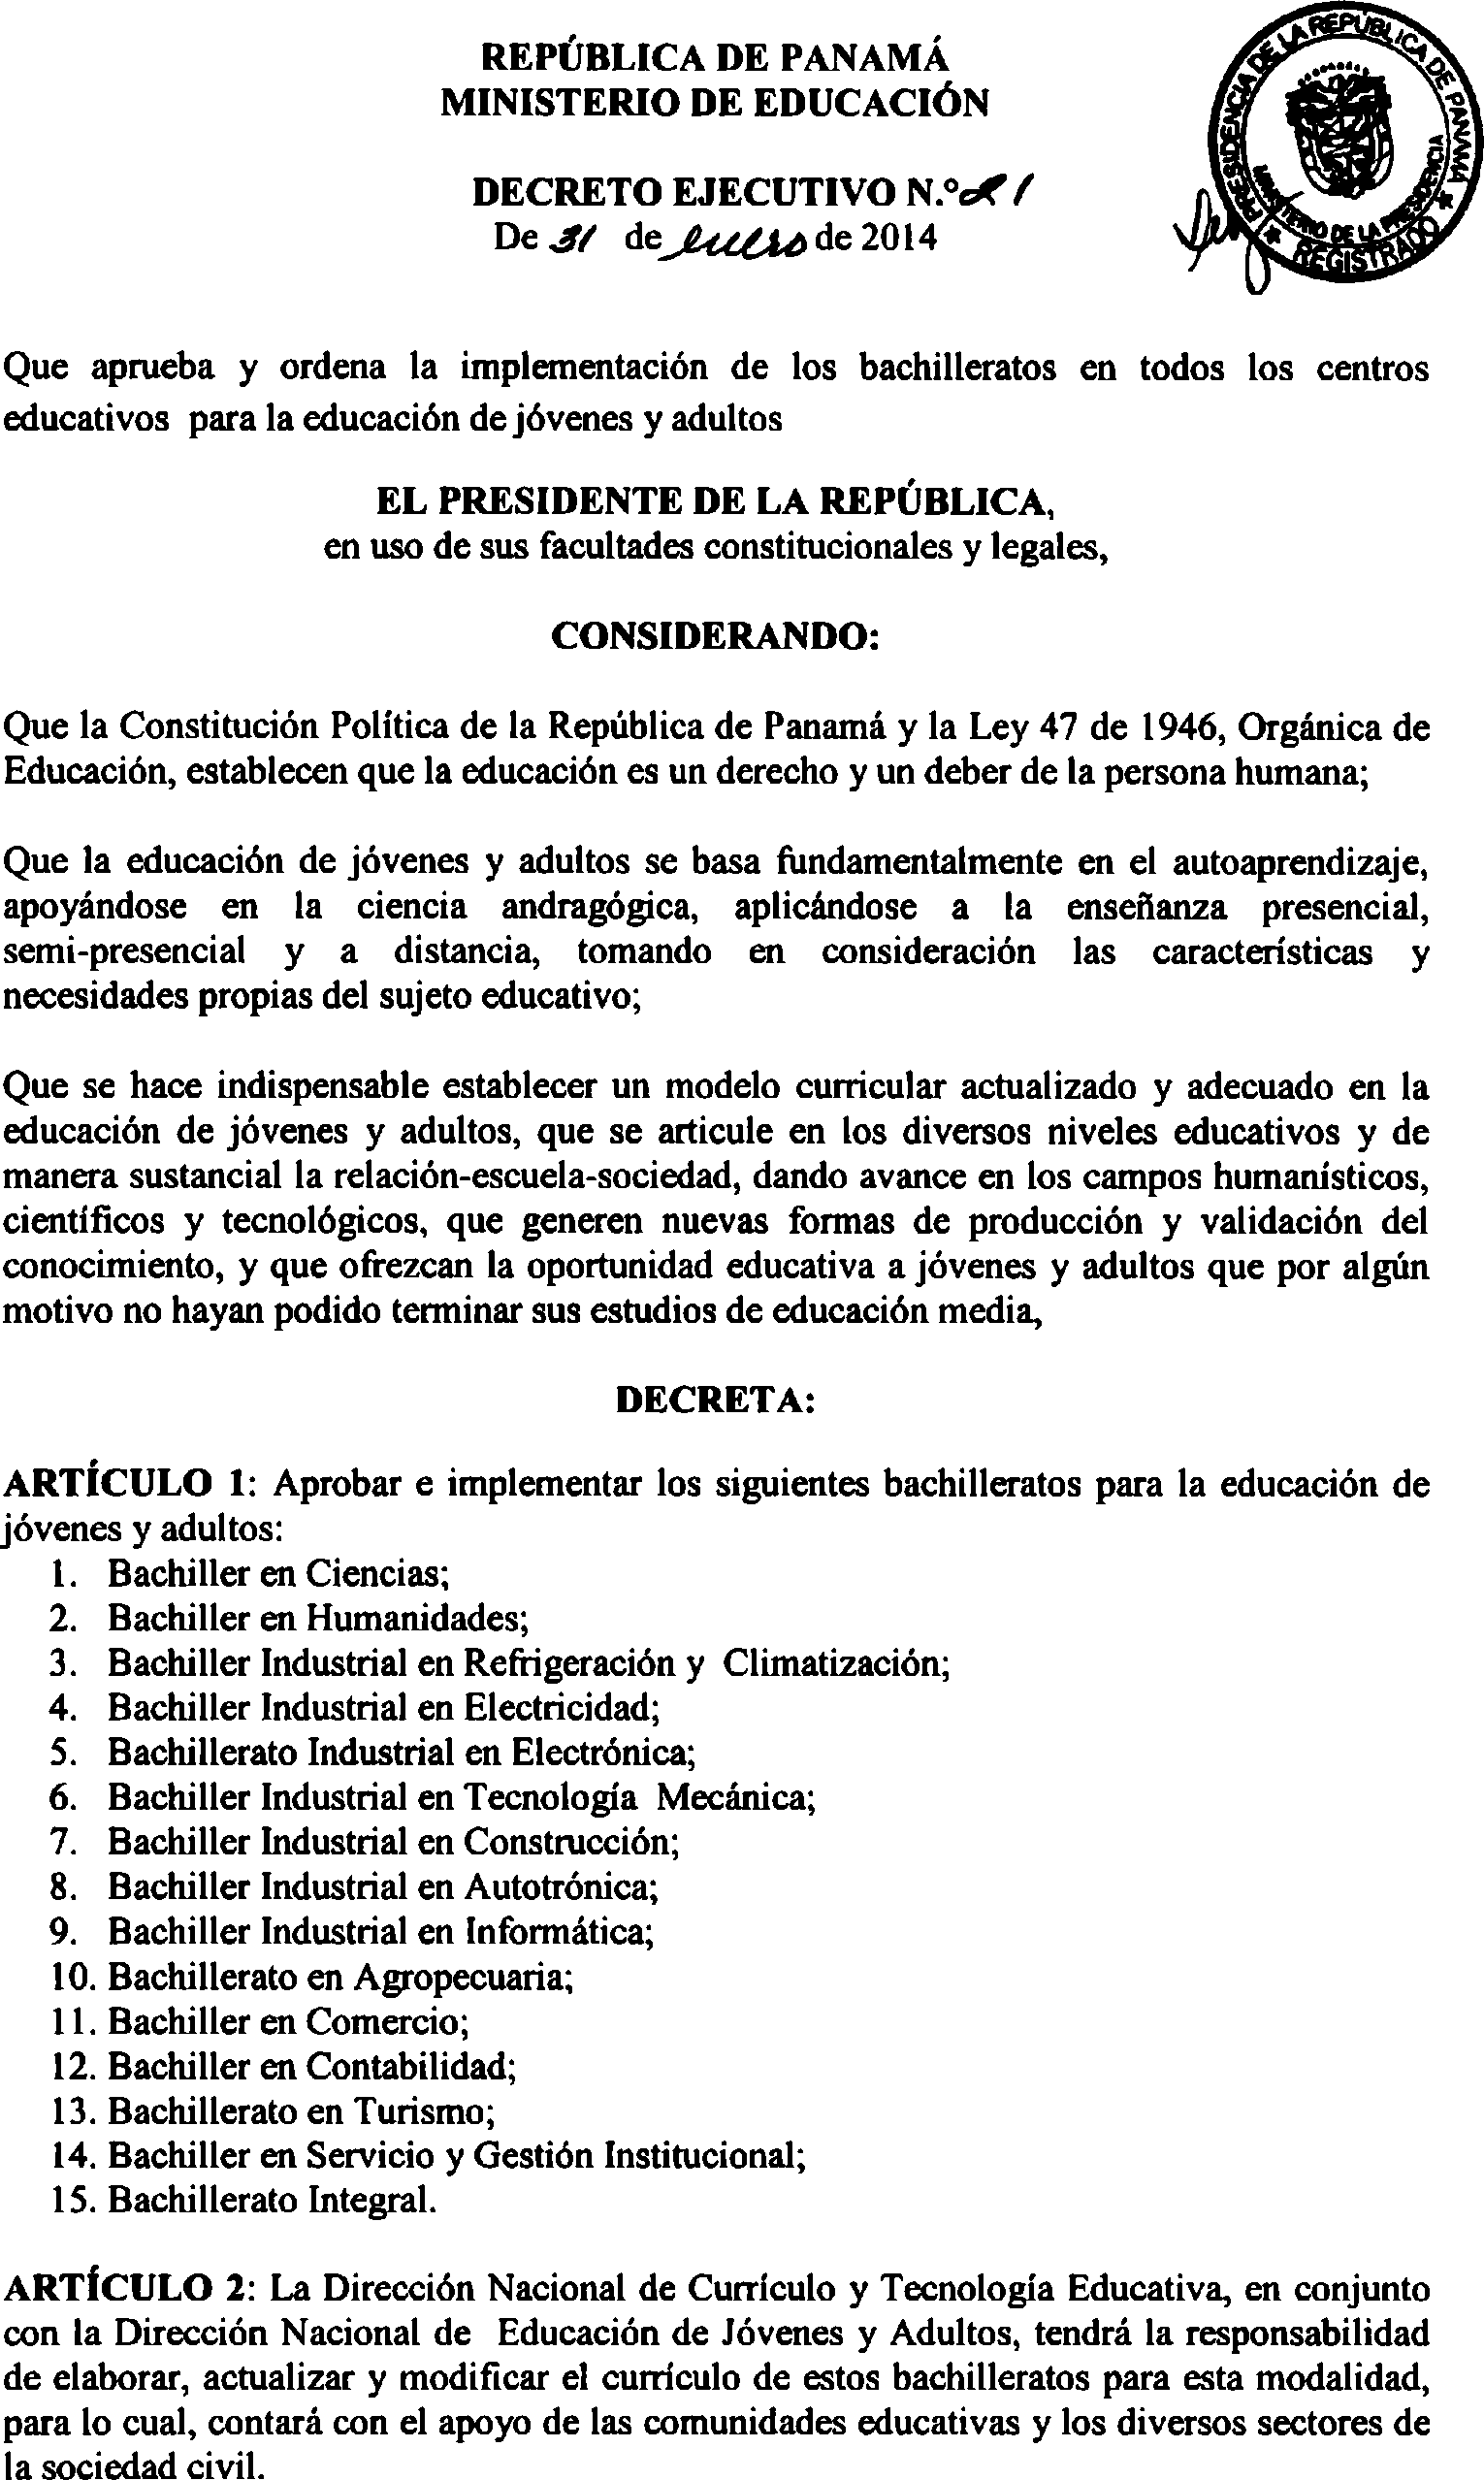 REPÚBLICA DE PANAMÁ
MINISTERIO DE EDUCACIÓN
DECRETO EJECUTIVO N.°
De 31 de enero de 2014
PRESIDENCIA DE LA REPÚBLICA DE PANAMÁ
MINISTERIO DE LA PRESIDENCIA
REGISTRADO
Que aprueba y ordena la implementación de los bachilleratos en todos los centros
educativos para la educación de jóvenes y adultos
EL PRESIDENTE DE LA REPÚBLICA,
en uso de sus facultades constitucionales y legales,
CONSIDERANDO:
Que la Constitución Política de la República de Panamá y la Ley 47 de 1946, Orgánica de
Educación, establecen que la educación es un derecho y un deber de la persona humana;
Que la educación de jóvenes y adultos se basa fundamentalmente en el autoaprendizaje,
apoyándose en la ciencia andragógica, aplicándose a la enseñanza presencial,
semi-presencial y a distancia, tomando en consideración las características y
necesidades propias del sujeto educativo;
Que se hace indispensable establecer un modelo curricular actualizado y adecuado en la
educación de jóvenes y adultos, que se articule en los diversos niveles educativos y de
manera sustancial la relación-escuela-sociedad, dando avance en los campos humanísticos,
científicos y tecnológicos, que generen nuevas formas de producción y validación del
conocimiento, y que ofrezcan la oportunidad educativa a jóvenes y adultos que por algún
motivo no hayan podido terminar sus estudios de educación media,
DECRETA:
ARTÍCULO 1: Aprobar e implementar los siguientes bachilleratos para la educación de
jóvenes y adultos:
1. Bachiller en Ciencias;
2. Bachiller en Humanidades;
3. Bachiller Industrial en Refrigeración y Climatización;
4. Bachiller Industrial en Electricidad;
5. Bachillerato Industrial en Electrónica;
6. Bachiller Industrial en Tecnología Mecánica;
7. Bachiller Industrial en Construcción;
8. Bachiller Industrial en Autotrónica;
9. Bachiller Industrial en Informática;
10. Bachillerato en Agropecuaria;
11. Bachiller en Comercio;
12. Bachiller en Contabilidad;
13. Bachillerato en Turismo;
14. Bachiller en Servicio y Gestión Institucional;
15. Bachillerato Integral.
ARTÍCULO 2: La Dirección Nacional de Currículo y Tecnología Educativa, en conjunto
con la Dirección Nacional de Educación de Jóvenes y Adultos, tendrá la responsabilidad
de elaborar, actualizar y modificar el currículo de estos bachilleratos para esta modalidad,
para lo cual, contará con el apoyo de las comunidades educativas y los diversos sectores de
la sociedad civil.